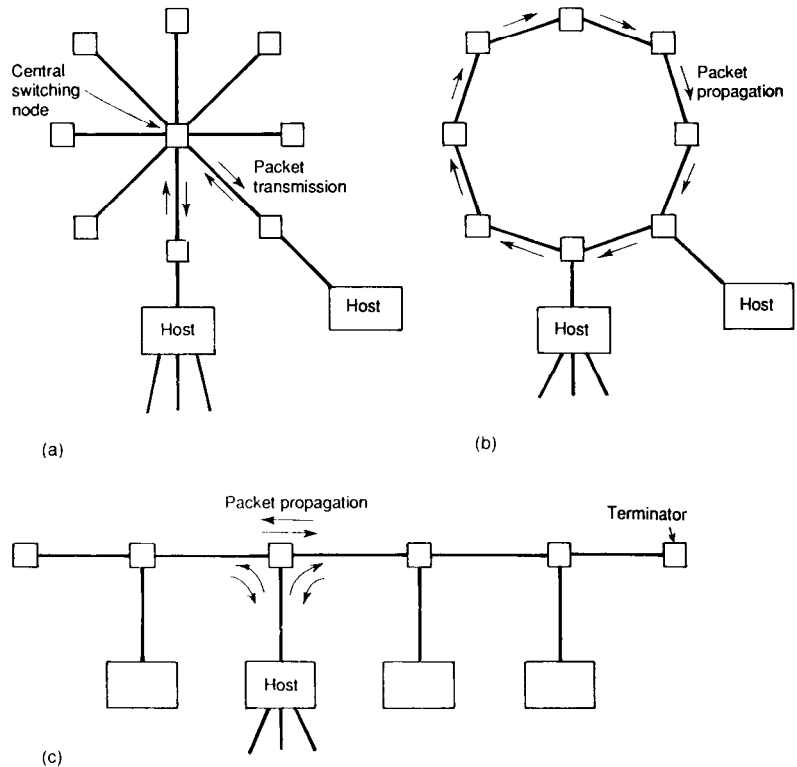 Central
switching
node
Packet
transmission
Host
Host
(a)
Packet
propagation
Host
Host
(b)
Packet propagation
Terminator
Host
(c)